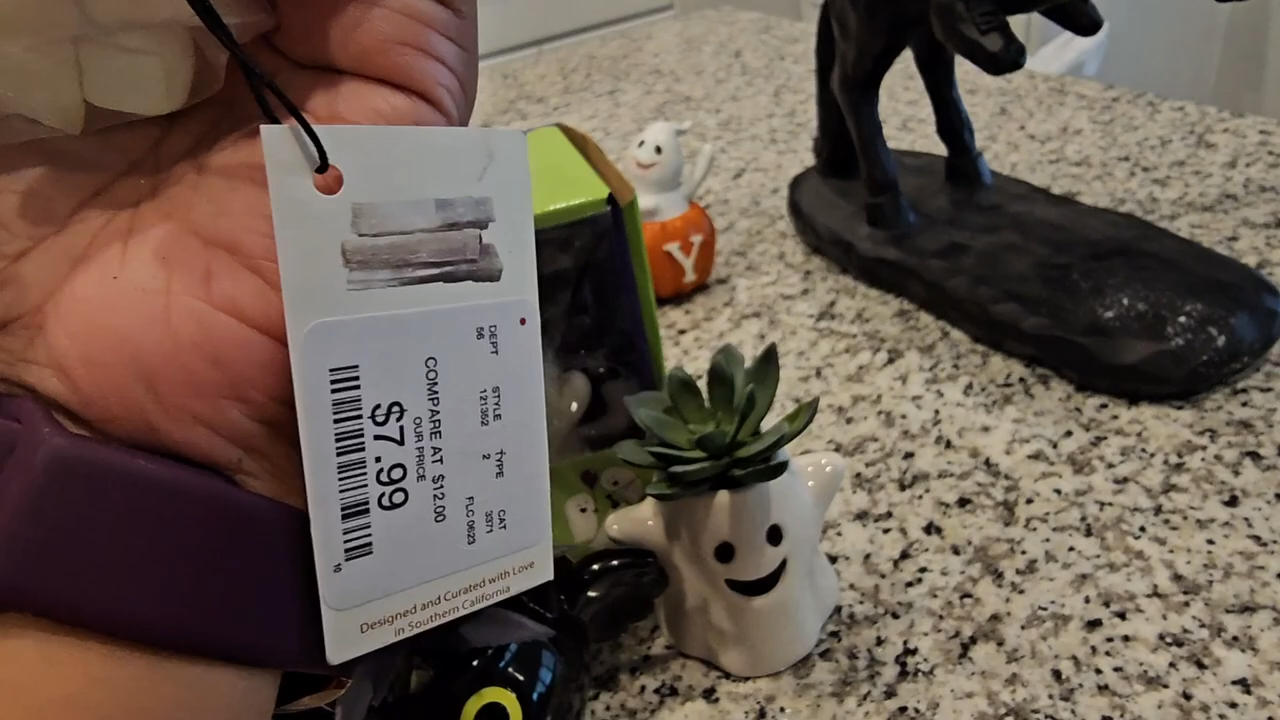 DEPT STYLE TYPE CAT
56 121362 2 3371
FLC 0623
COMPARE AT $12.00
OUR PRICE
$7.99
10
Designed and Curated with Love
in Southern California
Y